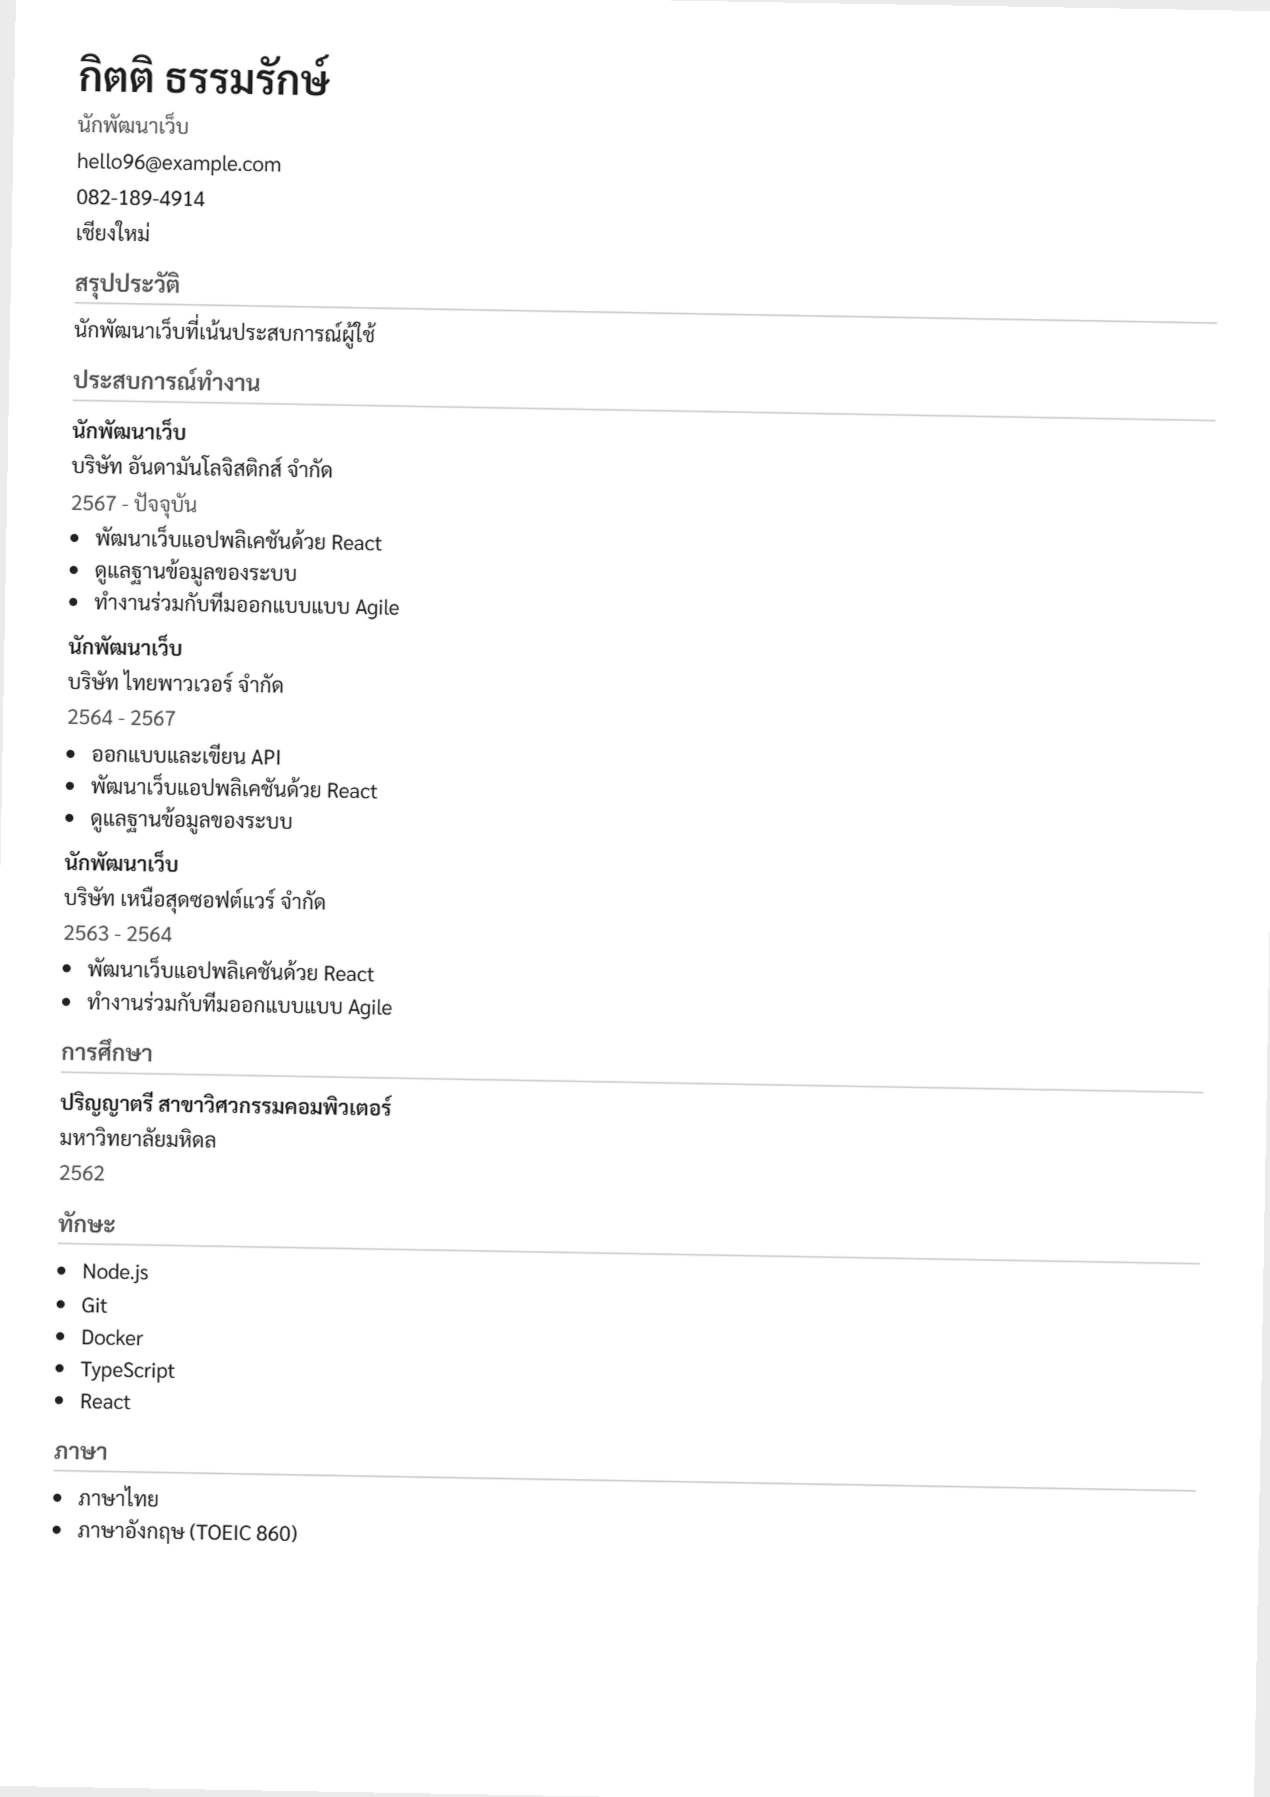 กิตติ ธรรมรักษ์
นักพัฒนาเว็บ
hello96@example.com
082-189-4914
เชียงใหม่
สรุปประวัติ
นักพัฒนาเว็บที่เน้นประสบการณ์ผู้ใช้
ประสบการณ์ทำงาน
นักพัฒนาเว็บ
บริษัท อันดามันโลจิสติกส์ จำกัด
2567 - ปัจจุบัน
• พัฒนาเว็บแอปพลิเคชันด้วย React
• ดูแลฐานข้อมูลของระบบ
• ทำงานร่วมกับทีมออกแบบแบบ Agile
นักพัฒนาเว็บ
บริษัท ไทยพาวเวอร์ จำกัด
2564 - 2567
• ออกแบบและเขียน API
• พัฒนาเว็บแอปพลิเคชันด้วย React
• ดูแลฐานข้อมูลของระบบ
นักพัฒนาเว็บ
บริษัท เหนือสุดซอฟต์แวร์ จำกัด
2563 - 2564
• พัฒนาเว็บแอปพลิเคชันด้วย React
• ทำงานร่วมกับทีมออกแบบแบบ Agile
การศึกษา
ปริญญาตรี สาขาวิศวกรรมคอมพิวเตอร์
มหาวิทยาลัยมหิดล
2562
ทักษะ
• Node.js
• Git
• Docker
• TypeScript
• React
ภาษา
• ภาษาไทย
• ภาษาอังกฤษ (TOEIC 860)